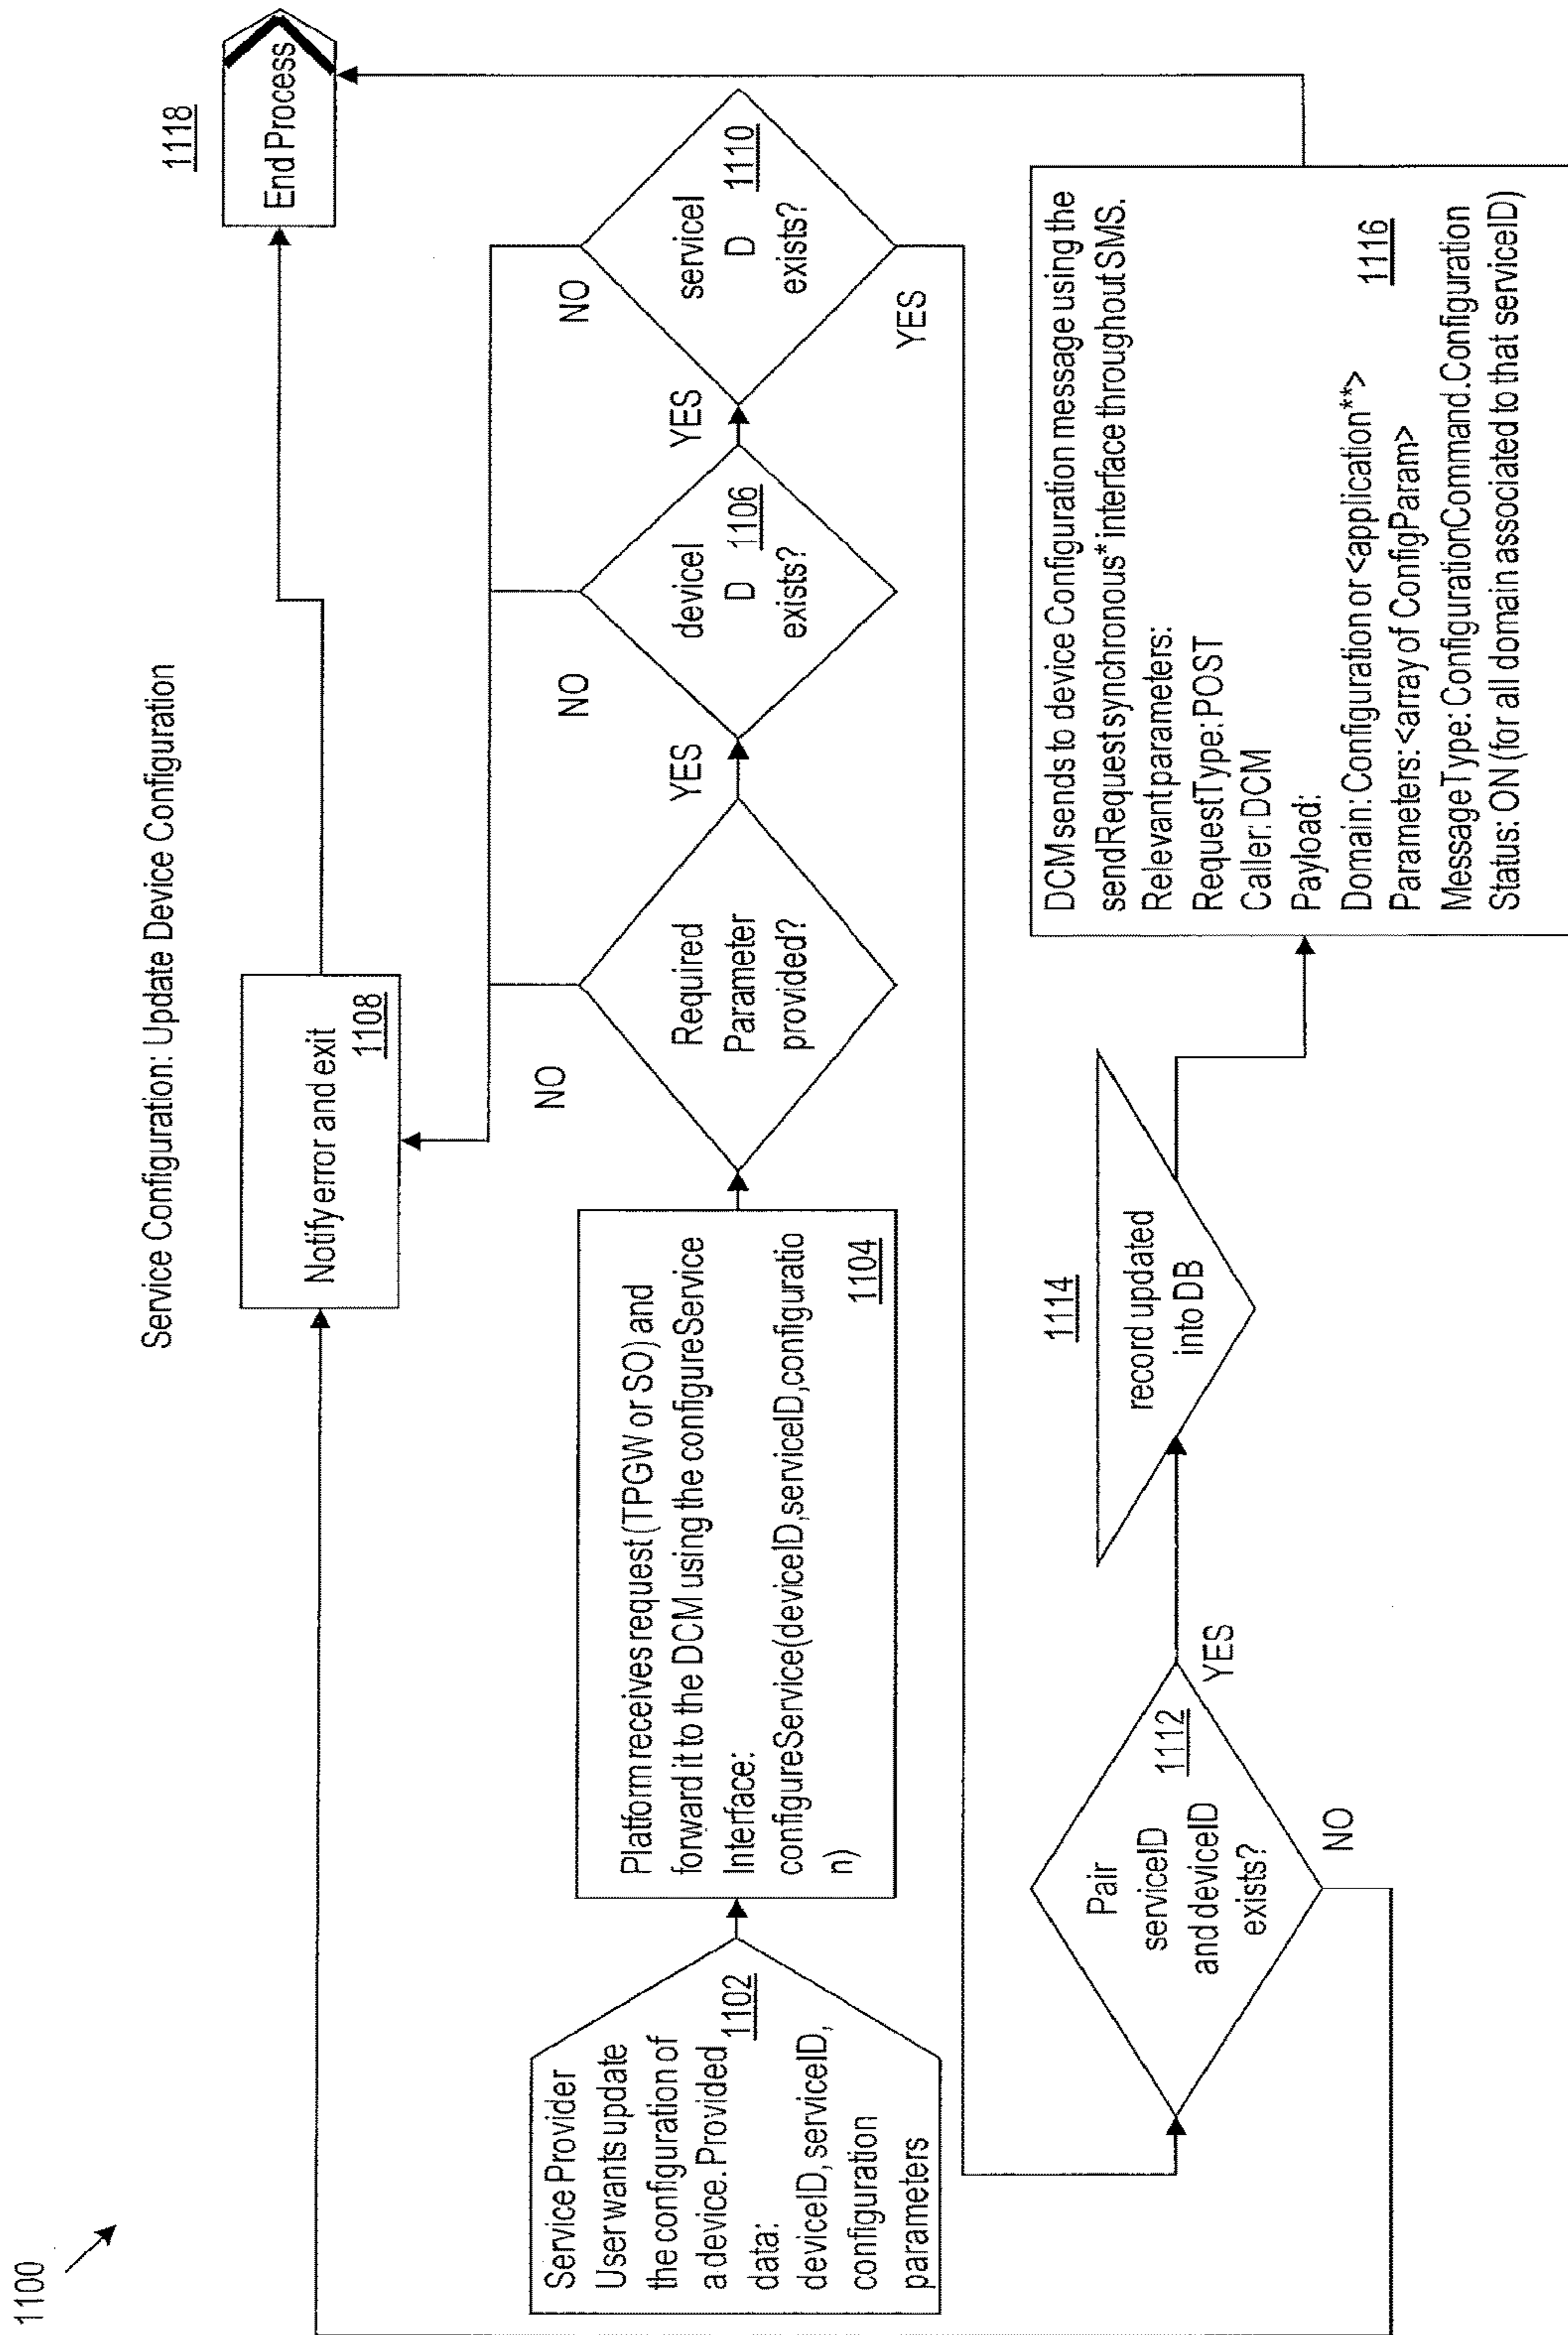 1100
Service Configuration: Update Device Configuration
Service Provider
User wants update
the configuration of
a device. Provided
data:
deviceID, serviceID,
configuration
parameters
1102
Platform receives request (TPGW or SO) and
forward it to the DCM using the configureService
Interface:
configureService(deviceID,serviceID,configuratio
n)
1104
Required
Parameter
provided?
NO
YES
deviceI
D
exists?
1106
NO
YES
serviceI
D
exists?
1110
NO
YES
Notify error and exit
1108
1118
End Process
Pair
serviceID
and deviceID
exists?
1112
YES
NO
1114
record updated
into DB
DCM sends to device Configuration message using the
sendRequest synchronous* interface throughout SMS.
Relevant parameters:
RequestType: POST
Caller: DCM
Payload:
Domain: Configuration or <application**>
Parameters: <array of ConfigParam>
MessageType: ConfigurationCommand.Configuration
Status: ON (for all domain associated to that serviceID)
1116